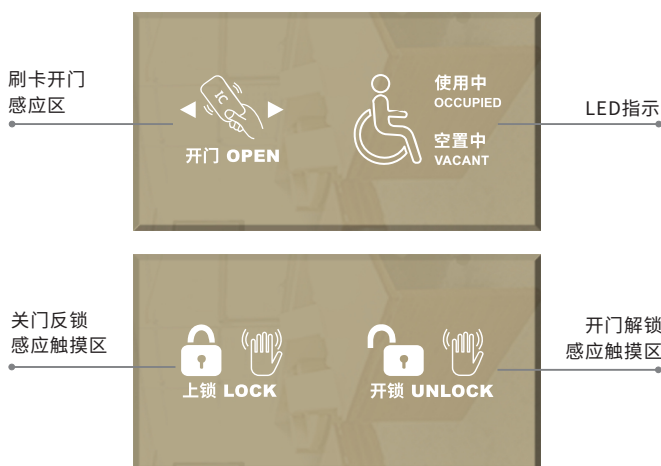 刷卡开门
感应区
IC
开门 OPEN
使用中
OCCUPIED
空置中
VACANT
LED指示
关门反锁
感应触摸区
上锁 LOCK
开锁 UNLOCK
开门解锁
感应触摸区